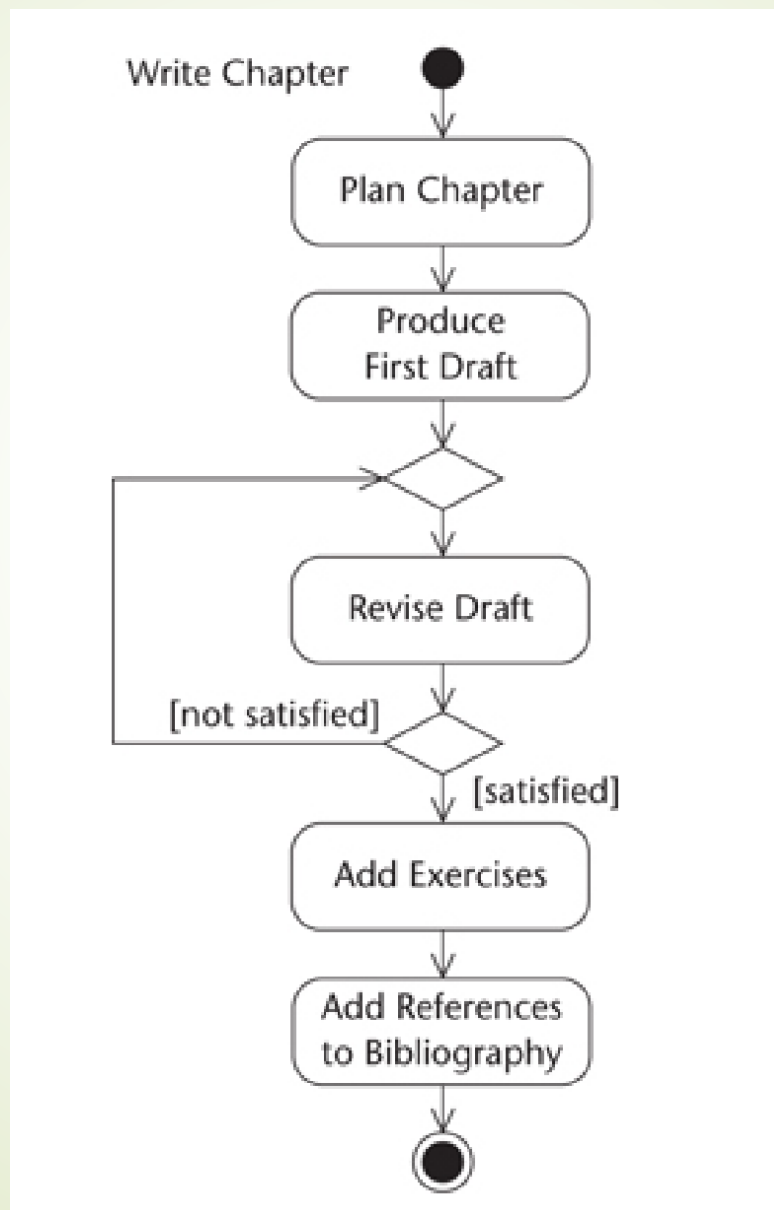 Write Chapter
Plan Chapter
Produce
First Draft
Revise Draft
[not satisfied]
[satisfied]
Add Exercises
Add References
to Bibliography